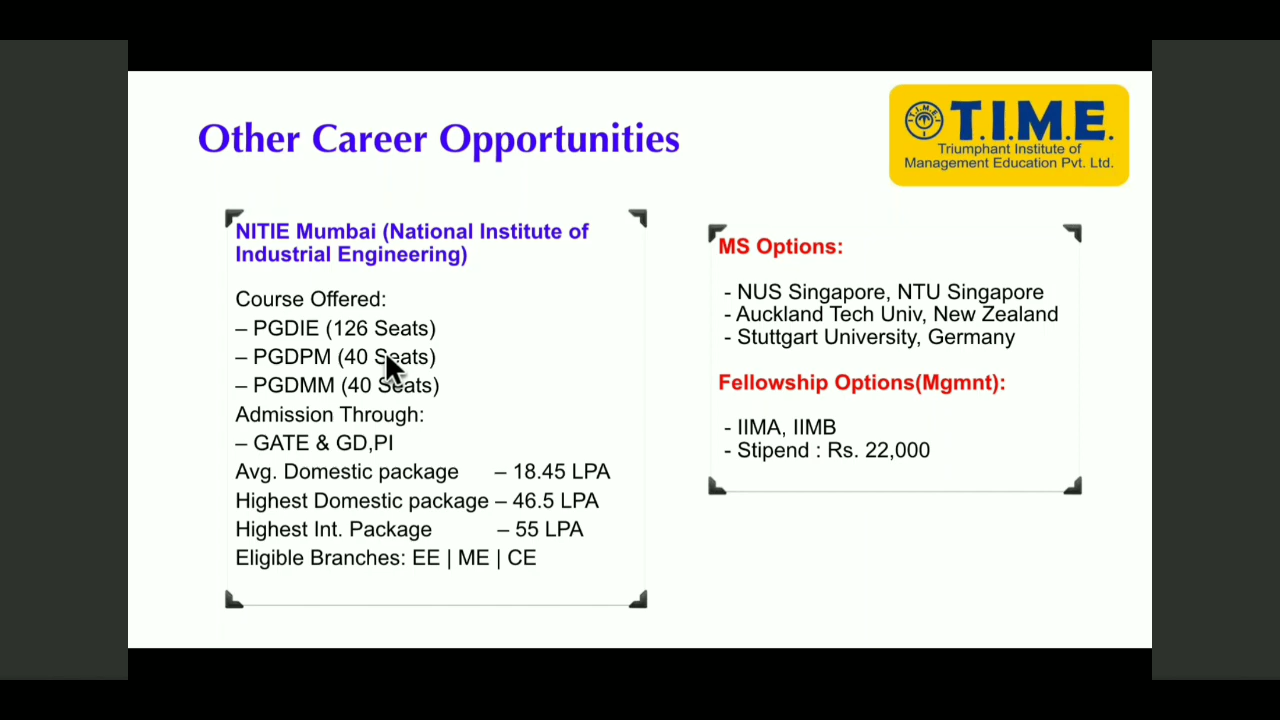 Other Career Opportunities
T.I.M.E.
T.I.M.E.
Triumphant Institute of
Management Education Pvt. Ltd.
NITIE Mumbai (National Institute of
Industrial Engineering)
Course Offered:
– PGDIE (126 Seats)
– PGDPM (40 Seats)
– PGDMM (40 Seats)
Admission Through:
– GATE & GD,PI
Avg. Domestic package – 18.45 LPA
Highest Domestic package – 46.5 LPA
Highest Int. Package – 55 LPA
Eligible Branches: EE | ME | CE
MS Options:
- NUS Singapore, NTU Singapore
- Auckland Tech Univ, New Zealand
- Stuttgart University, Germany
Fellowship Options(Mgmnt):
- IIMA, IIMB
- Stipend : Rs. 22,000